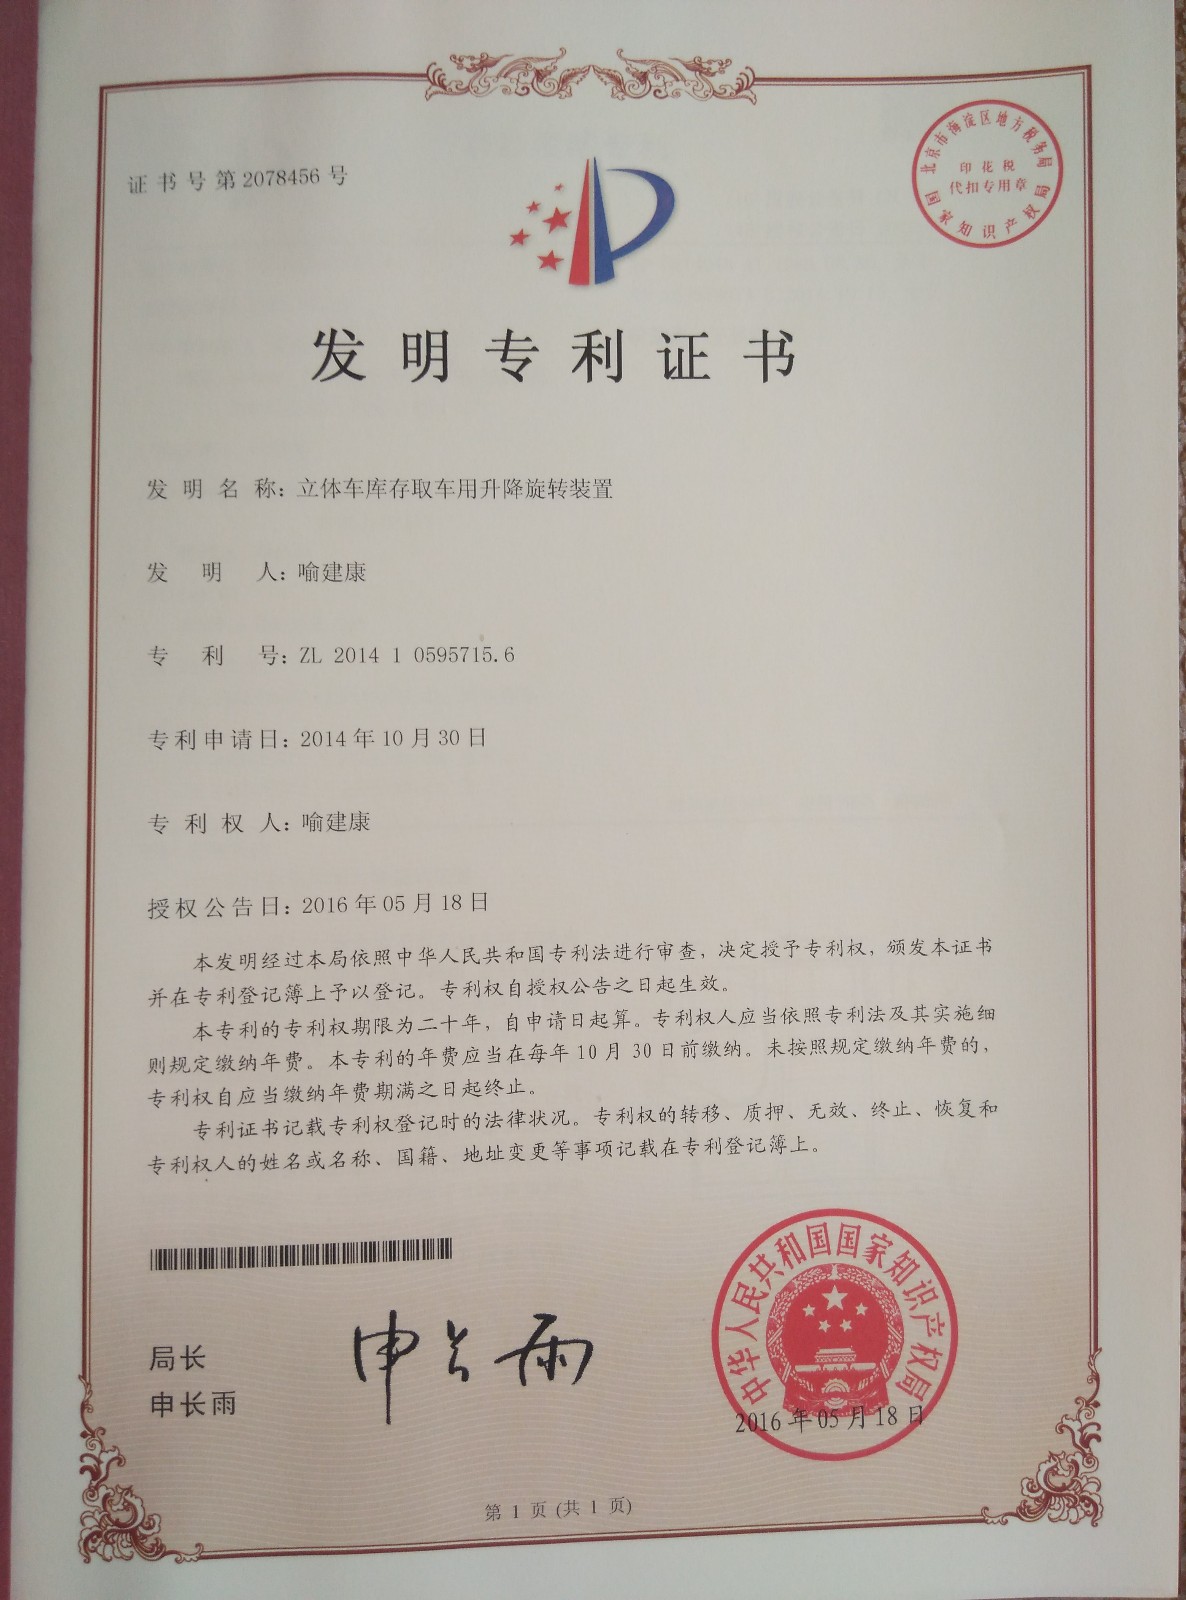 证书号第2078456号
北京市海淀区地方税务局
印花税
代扣专用章
国家知识产权局
发明专利证书
发明名称：立体车库存取车用升降旋转装置
发明人：喻建康
专利号：ZL 2014 1 0595715.6
专利申请日：2014年10月30日
专利权人：喻建康
授权公告日：2016年05月18日
本发明经过本局依照中华人民共和国专利法进行审查，决定授予专利权，颁发本证书
并在专利登记簿上予以登记。专利权自授权公告之日起生效。
本专利的专利权期限为二十年，自申请日起算。专利权人应当依照专利法及其实施细
则规定缴纳年费。本专利的年费应当在每年10月30日前缴纳。未按照规定缴纳年费的，
专利权自应当缴纳年费期满之日起终止。
专利证书记载专利权登记时的法律状况。专利权的转移、质押、无效、终止、恢复和
专利权人的姓名或名称、国籍、地址变更等事项记载在专利登记簿上。
局长
申长雨
申长雨
中华人民共和国国家知识产权局
2016年05月18日
第1页(共1页)